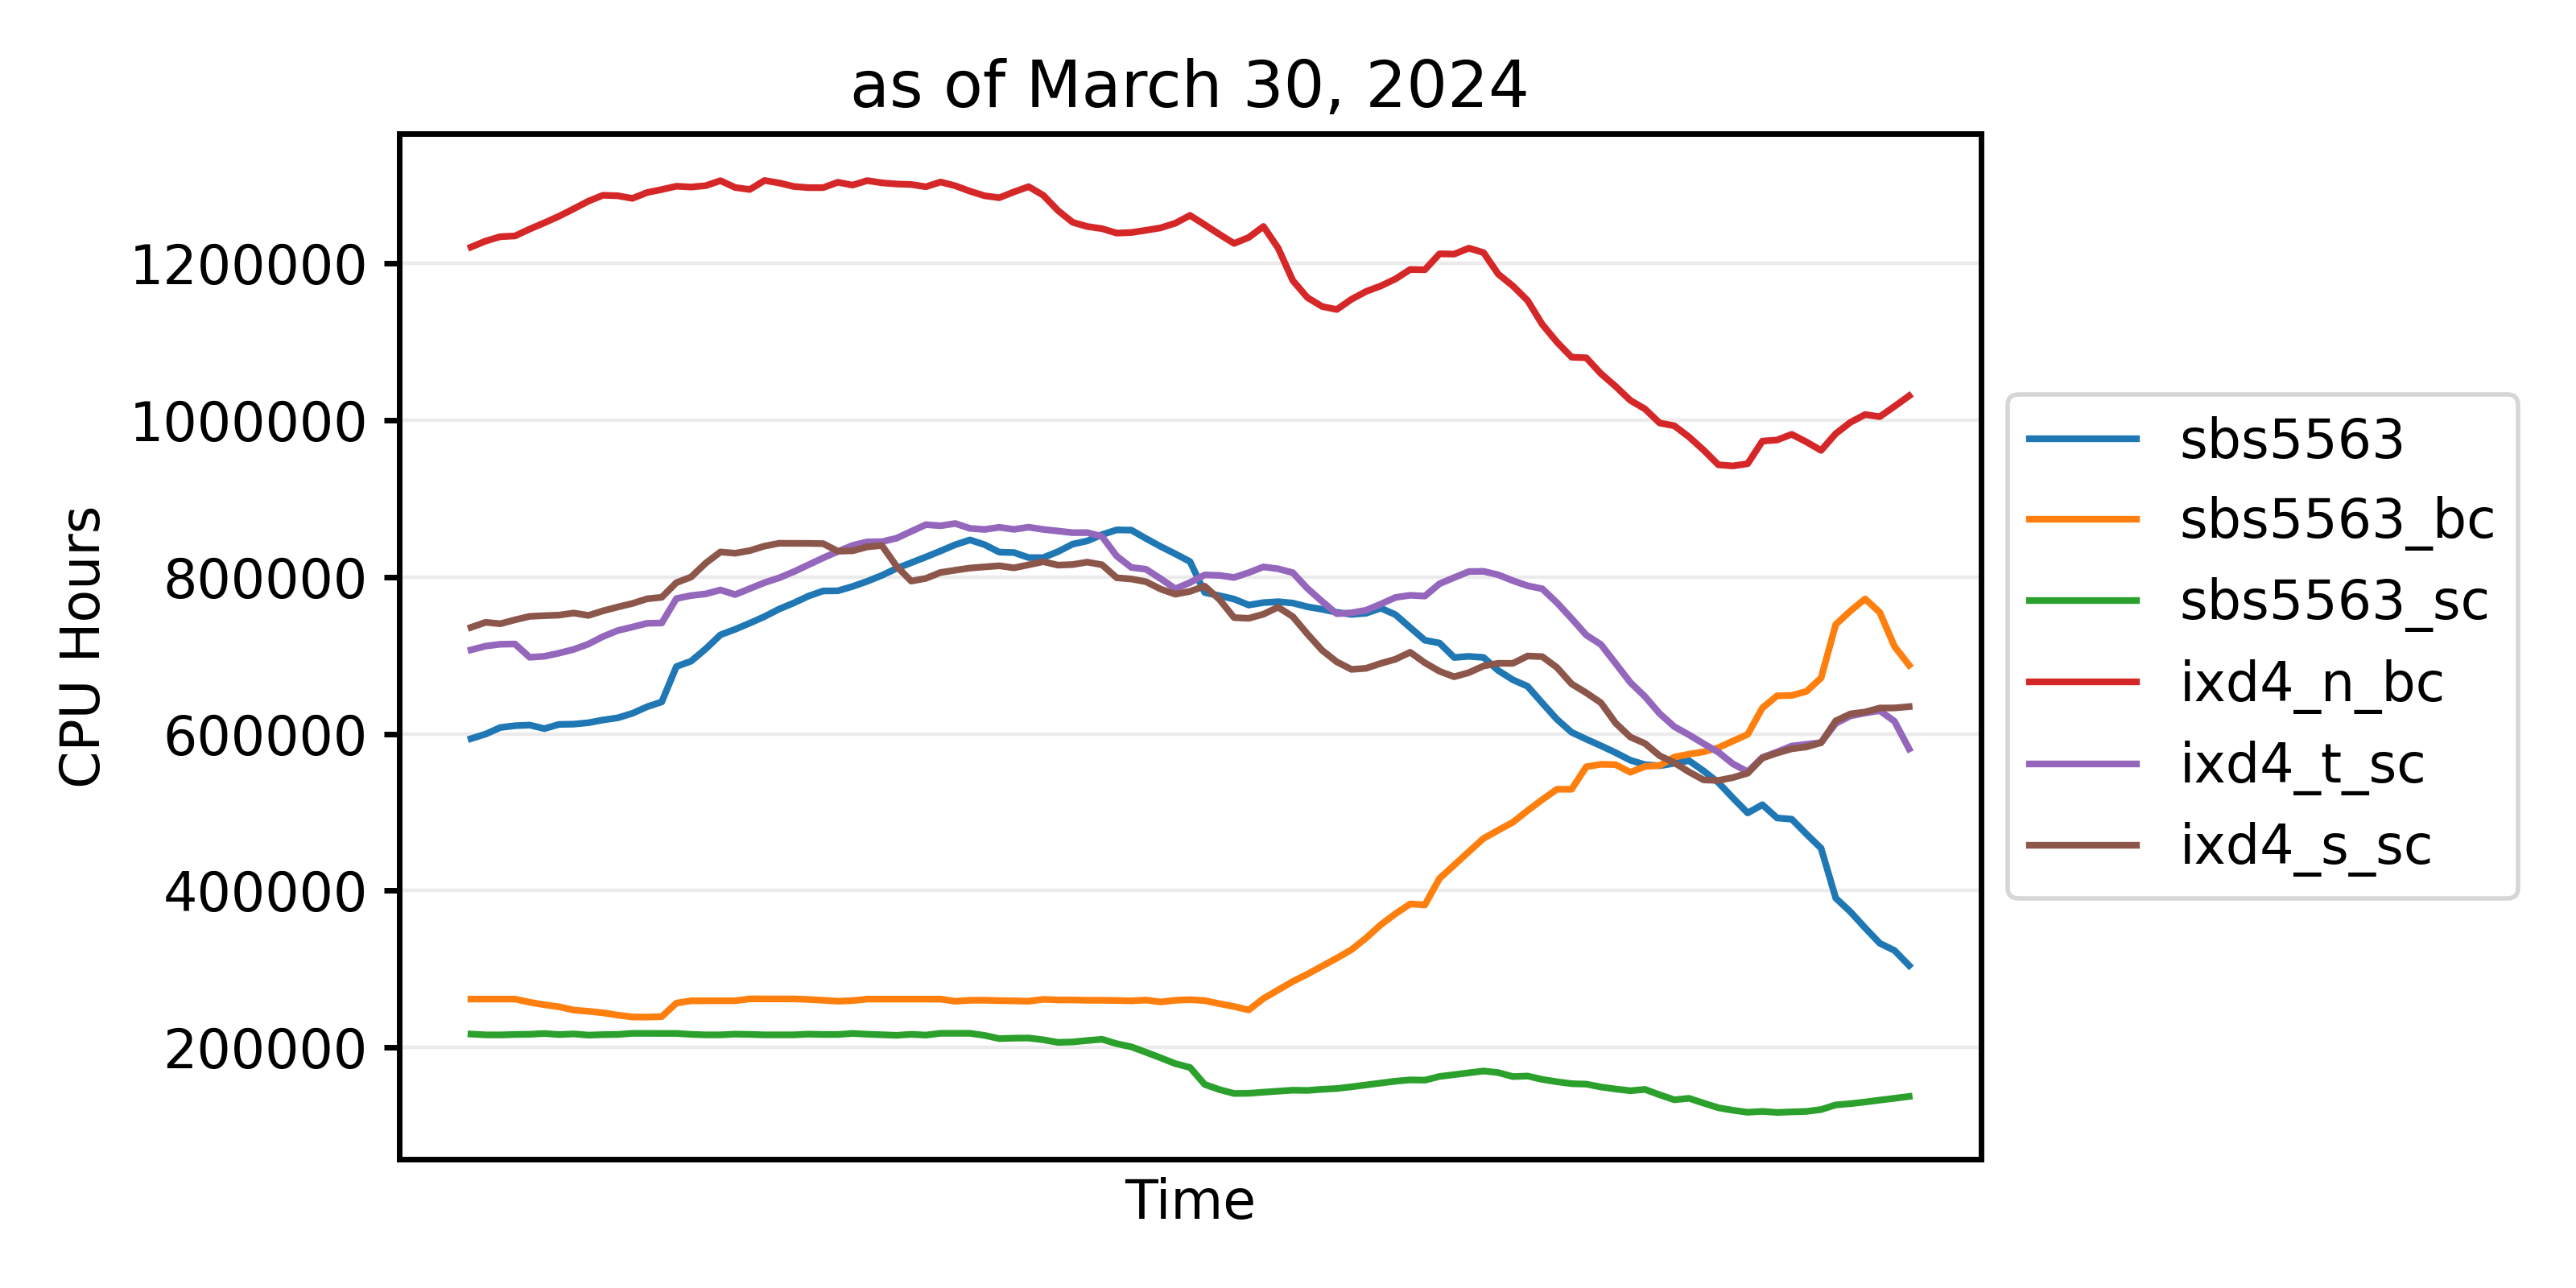 as of March 30, 2024
1200000
1000000
800000
600000
400000
200000
CPU Hours
Time
sbs5563
sbs5563_bc
sbs5563_sc
ixd4_n_bc
ixd4_t_sc
ixd4_s_sc